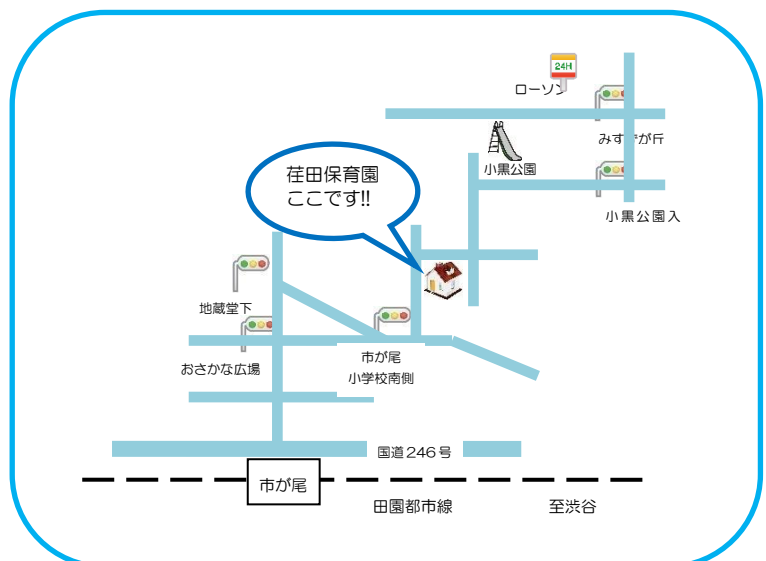 24H
ローソン
みすずが丘
小黒公園
小黒公園入
荏田保育園
ここです!!
地蔵堂下
おさかな広場
市が尾
小学校南側
国道246号
市が尾
田園都市線
至渋谷